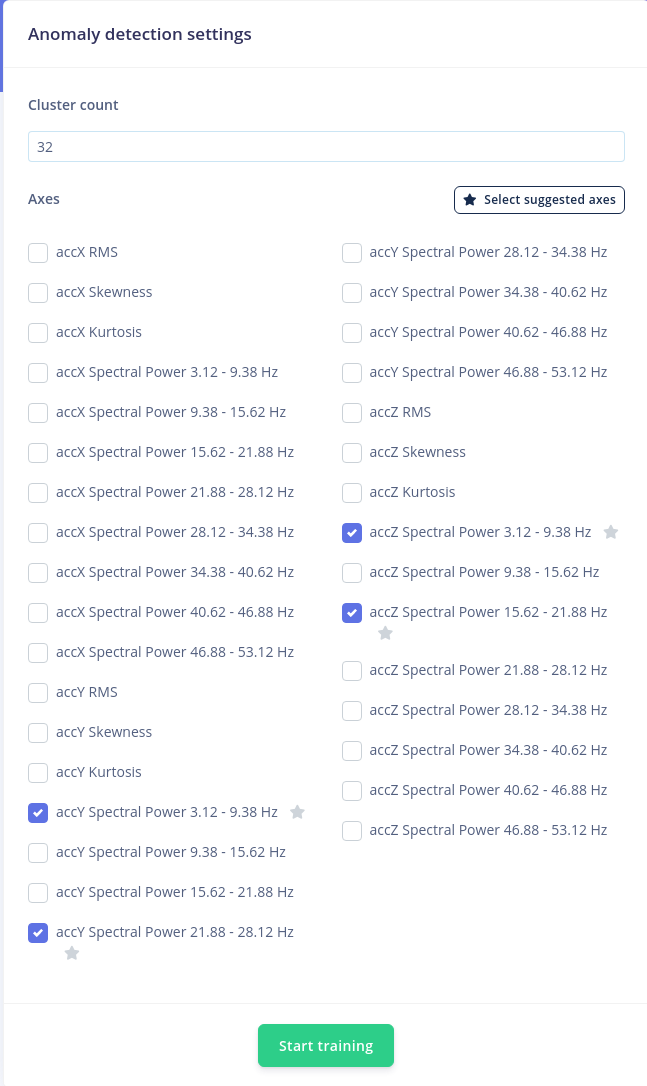 Anomaly detection settings
Cluster count
32
Axes
Select suggested axes
accX RMS
accX Skewness
accX Kurtosis
accX Spectral Power 3.12 - 9.38 Hz
accX Spectral Power 9.38 - 15.62 Hz
accX Spectral Power 15.62 - 21.88 Hz
accX Spectral Power 21.88 - 28.12 Hz
accX Spectral Power 28.12 - 34.38 Hz
accX Spectral Power 34.38 - 40.62 Hz
accX Spectral Power 40.62 - 46.88 Hz
accX Spectral Power 46.88 - 53.12 Hz
accY RMS
accY Skewness
accY Kurtosis
accY Spectral Power 3.12 - 9.38 Hz
accY Spectral Power 9.38 - 15.62 Hz
accY Spectral Power 15.62 - 21.88 Hz
accY Spectral Power 21.88 - 28.12 Hz
accY Spectral Power 28.12 - 34.38 Hz
accY Spectral Power 34.38 - 40.62 Hz
accY Spectral Power 40.62 - 46.88 Hz
accY Spectral Power 46.88 - 53.12 Hz
accZ RMS
accZ Skewness
accZ Kurtosis
accZ Spectral Power 3.12 - 9.38 Hz
accZ Spectral Power 9.38 - 15.62 Hz
accZ Spectral Power 15.62 - 21.88 Hz
accZ Spectral Power 21.88 - 28.12 Hz
accZ Spectral Power 28.12 - 34.38 Hz
accZ Spectral Power 34.38 - 40.62 Hz
accZ Spectral Power 40.62 - 46.88 Hz
accZ Spectral Power 46.88 - 53.12 Hz
Start training